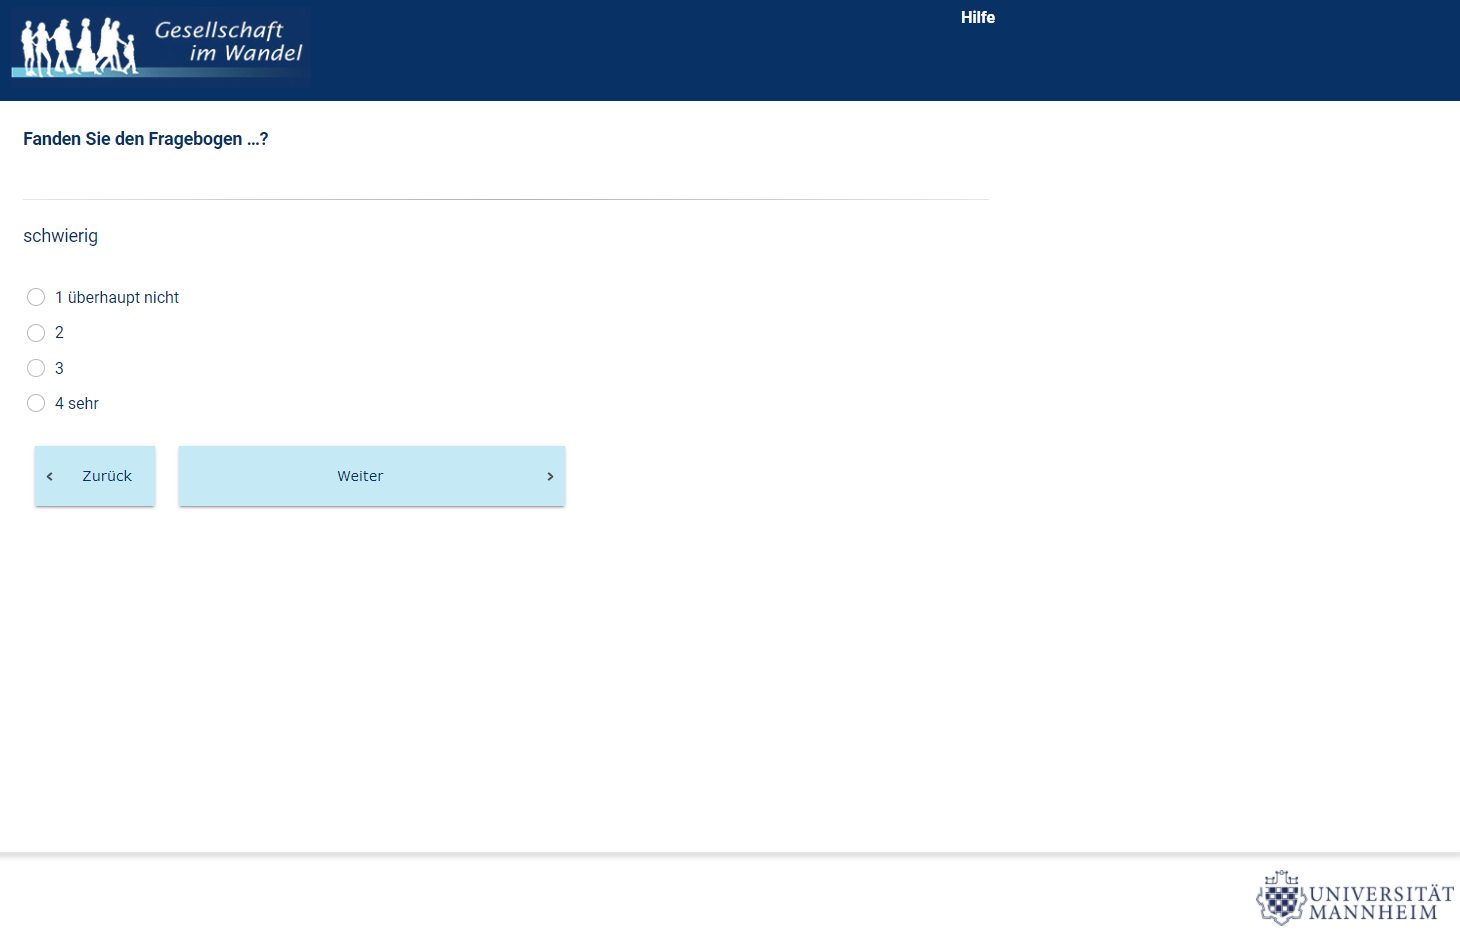 Gesellschaft
im Wandel
Hilfe
Fanden Sie den Fragebogen ...?
schwierig
1 überhaupt nicht
2
3
4 sehr
Zurück
Weiter
UNIVERSITÄT
MANNHEIM